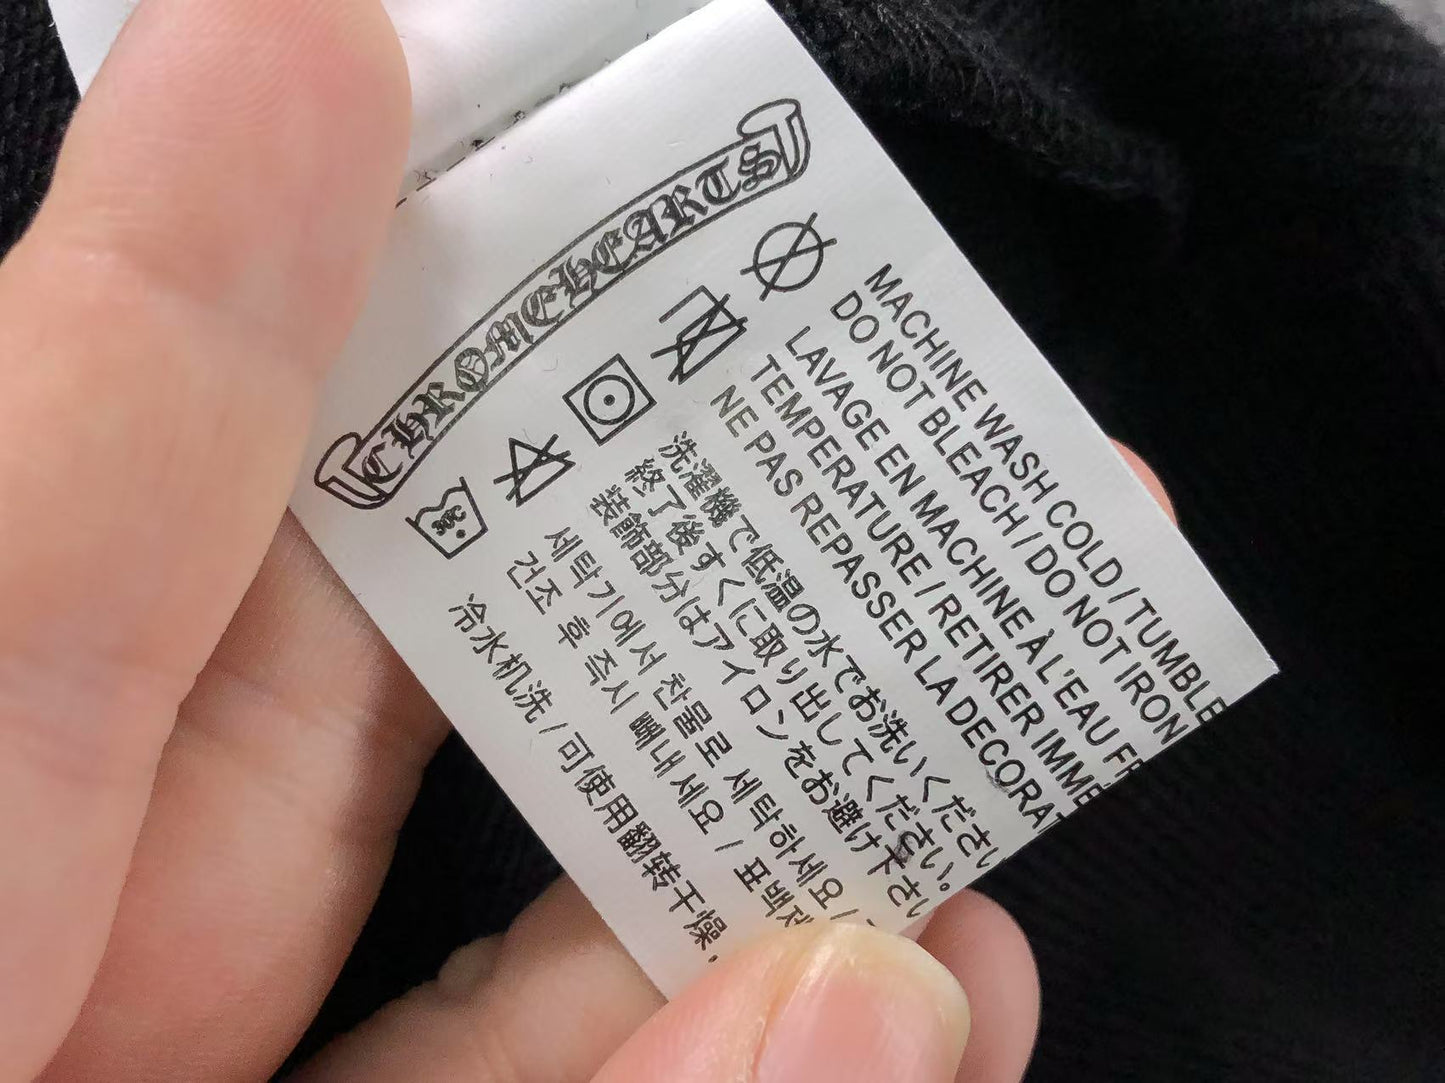 CHROME HEARTS
30C
MACHINE WASH COLD / TUMBLE
DO NOT BLEACH / DO NOT IRON
LAVAGE EN MACHINE À L'EAU FR
TEMPERATURE / RETIRER IMMÉ
NE PAS REPASSER LA DECORAT
洗濯機で低温の水でお洗いくださ
終了後すぐに取り出してください。
装飾部分はアイロンをお避け下さい
세탁기에서 찬물로 세탁하세요 /
건조 후 즉시 빼내세요 / 표백제
冷水机洗 / 可使用翻转干燥,